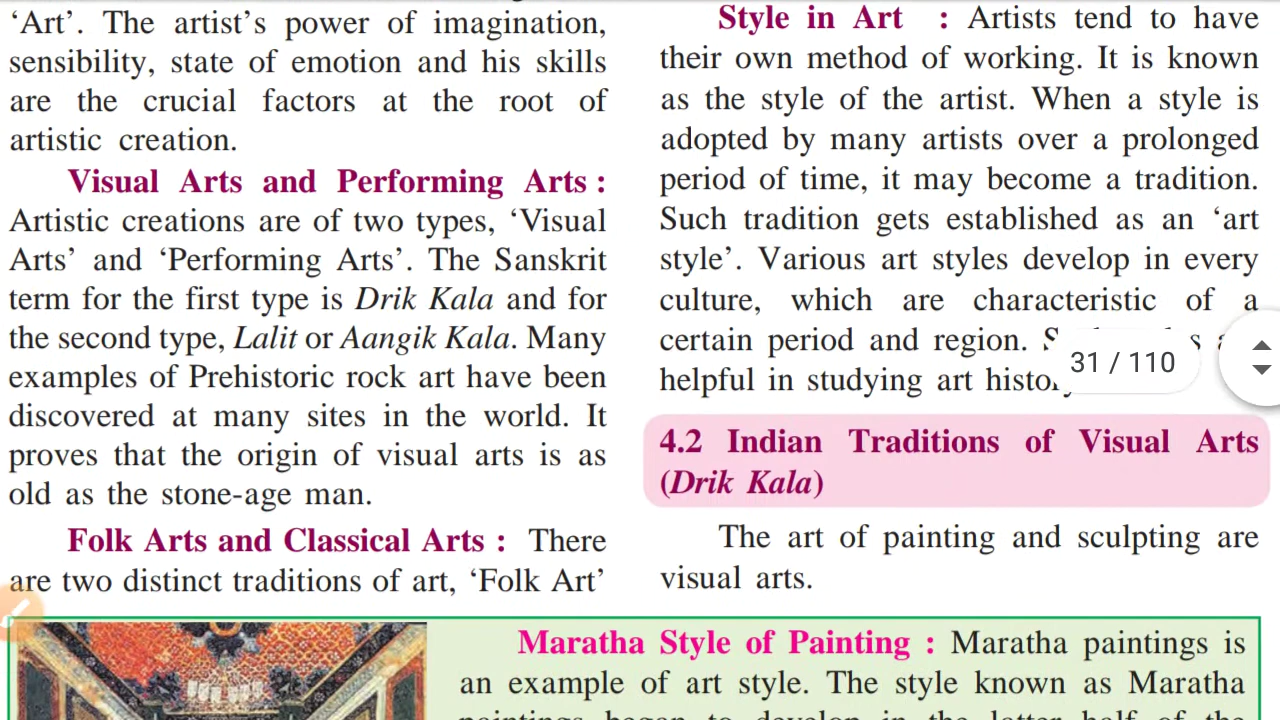 ‘Art’. The artist’s power of imagination,
sensibility, state of emotion and his skills
are the crucial factors at the root of
artistic creation.
Visual Arts and Performing Arts :
Artistic creations are of two types, ‘Visual
Arts’ and ‘Performing Arts’. The Sanskrit
term for the first type is Drik Kala and for
the second type, Lalit or Aangik Kala. Many
examples of Prehistoric rock art have been
discovered at many sites in the world. It
proves that the origin of visual arts is as
old as the stone-age man.
Folk Arts and Classical Arts : There
are two distinct traditions of art, ‘Folk Art’
Style in Art : Artists tend to have
their own method of working. It is known
as the style of the artist. When a style is
adopted by many artists over a prolonged
period of time, it may become a tradition.
Such tradition gets established as an ‘art
style’. Various art styles develop in every
culture, which are characteristic of a
certain period and region.
helpful in studying art
31 / 110
4.2 Indian Traditions of Visual Arts
(Drik Kala)
The art of painting and sculpting are
visual arts.
Maratha Style of Painting : Maratha paintings is
an example of art style. The style known as Maratha
paintings began to develop in the latter half of the